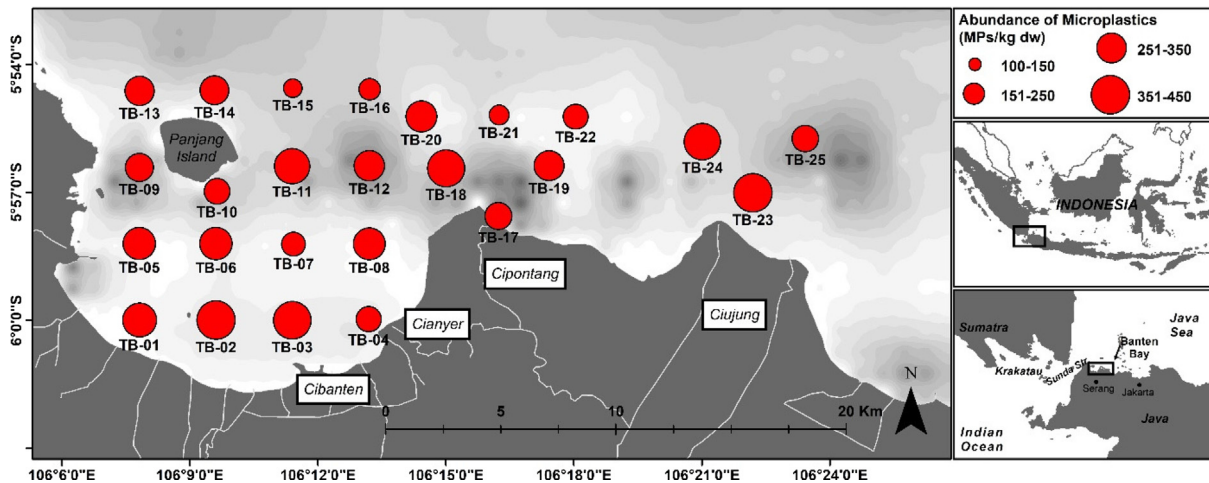 5°54'0"S
5°57'0"S
6°0'0"S
TB-13
TB-14
TB-15
TB-16
TB-20
TB-21
TB-22
TB-24
TB-25
Panjang
Island
TB-09
TB-10
TB-11
TB-12
TB-18
TB-19
TB-23
TB-17
TB-05
TB-06
TB-07
TB-08
TB-01
TB-02
TB-03
TB-04
Cipontang
Cianyer
Ciujung
Cibanten
N
0
5
10
20 Km
106°6'0"E
106°9'0"E
106°12'0"E
106°15'0"E
106°18'0"E
106°21'0"E
106°24'0"E
Abundance of Microplastics
(MPs/kg dw)
100-150
151-250
251-350
351-450
INDONESIA
Sumatra
Krakatau
Sunda Str.
Java
Sea
Banten
Bay
Serang
Jakarta
Java
Indian
Ocean